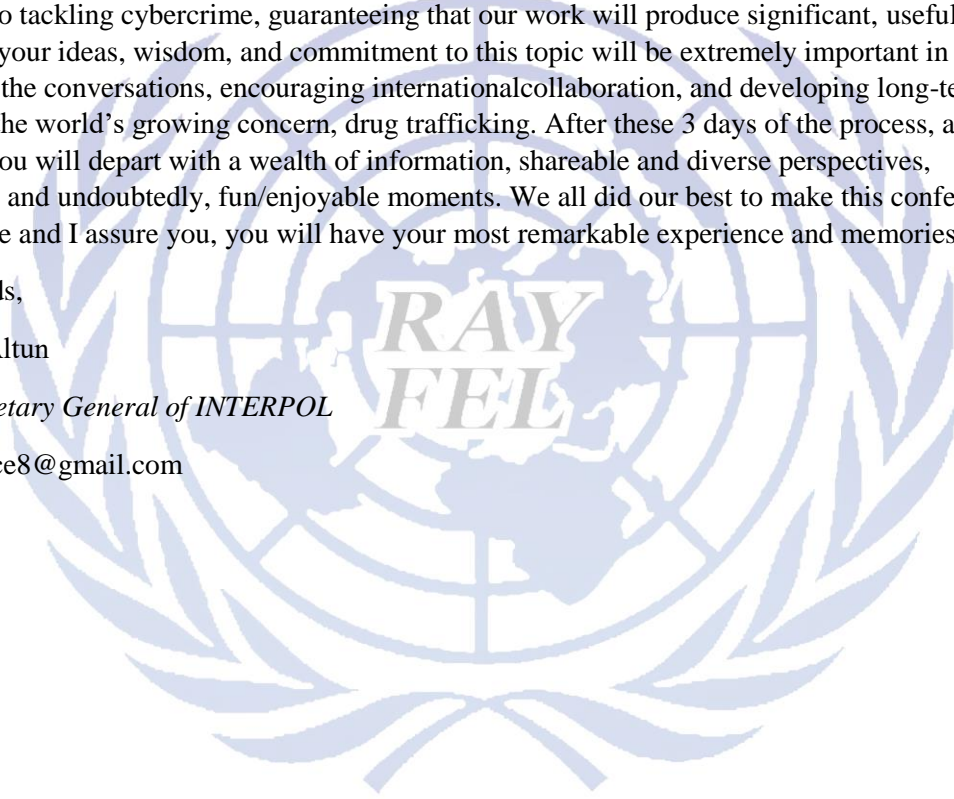 o tackling cybercrime, guaranteeing that our work will produce significant, useful
your ideas, wisdom, and commitment to this topic will be extremely important in
the conversations, encouraging internationalcollaboration, and developing long-te
he world's growing concern, drug trafficking. After these 3 days of the process, a
ou will depart with a wealth of information, shareable and diverse perspectives,
, and undoubtedly, fun/enjoyable moments. We all did our best to make this confe
e and I assure you, you will have your most remarkable experience and memories
ds,
RAY
Altun
FEL
etary General of INTERPOL
ce8@gmail.com